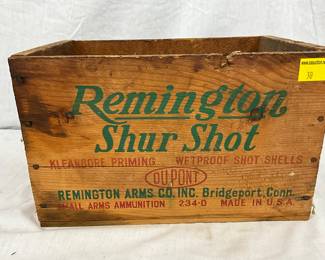 Remington
Shur Shot
KLEANBORE PRIMING WETPROOF SHOT SHELLS
DU PONT
REMINGTON ARMS CO. INC. Bridgeport, Conn.
SMALL ARMS AMMUNITION 234-D MADE IN U.S.A.